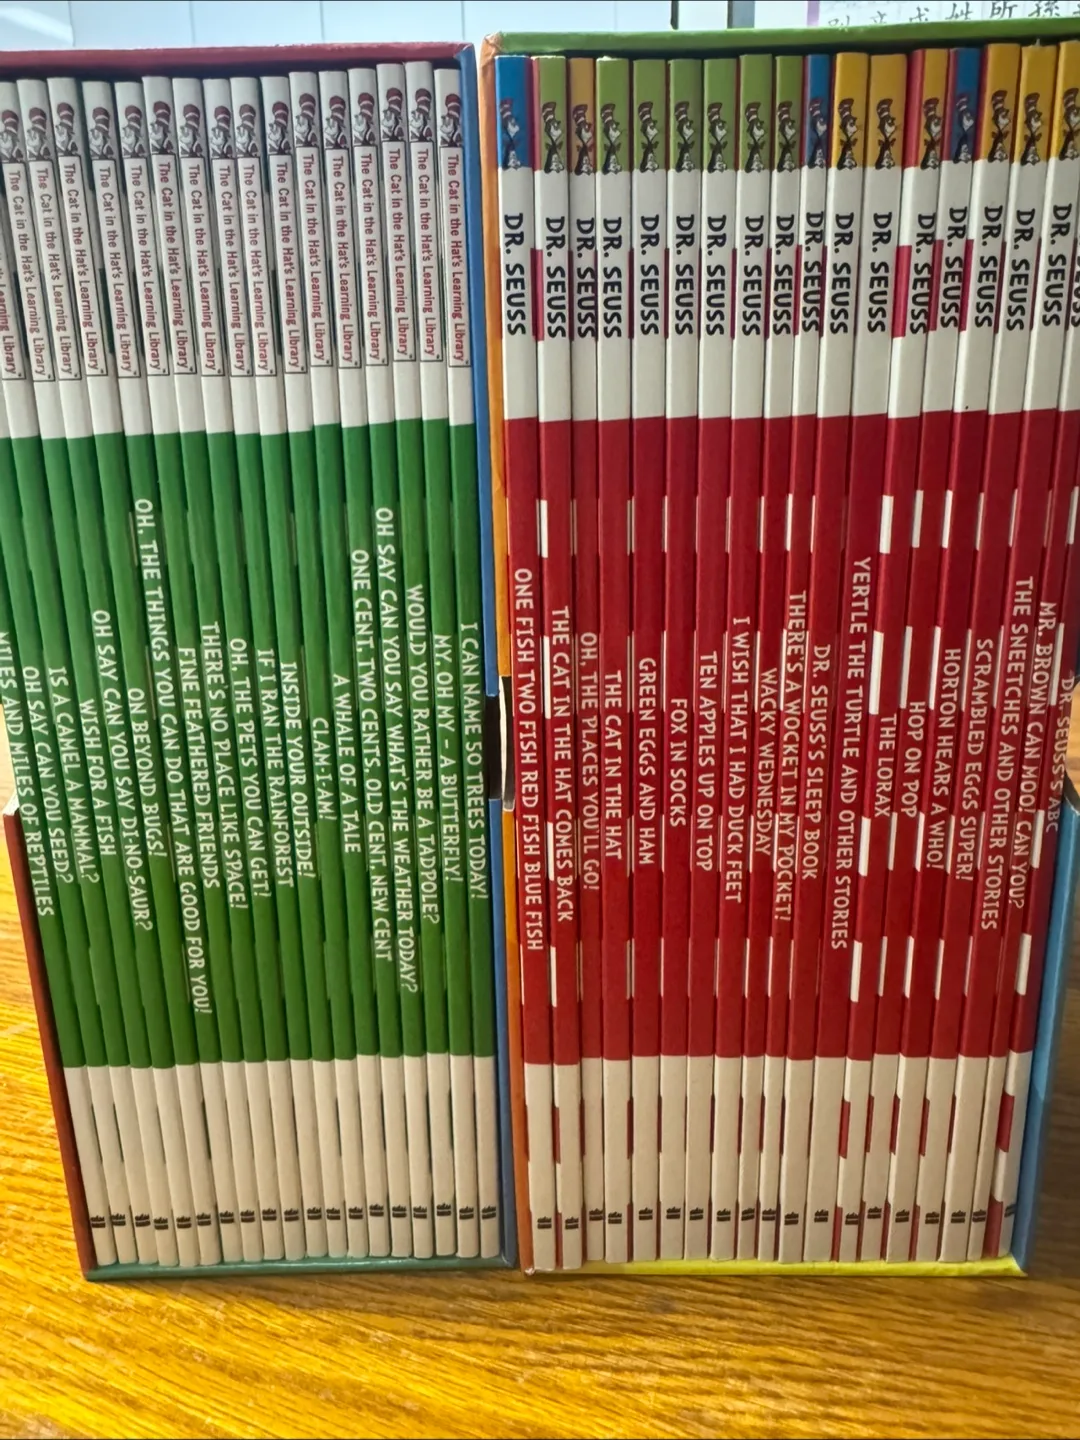 別 辛 成 姓 所 孫
The Cat in the Hat's Learning Library
MILES AND MILES OF REPTILES
The Cat in the Hat's Learning Library
OH SAY CAN YOU SEED?
The Cat in the Hat's Learning Library
IS A CAMEL A MAMMAL?
The Cat in the Hat's Learning Library
WISH FOR A FISH
The Cat in the Hat's Learning Library
OH SAY CAN YOU SAY DI-NO-SAUR?
The Cat in the Hat's Learning Library
ON BEYOND BUGS!
The Cat in the Hat's Learning Library
OH, THE THINGS YOU CAN DO THAT ARE GOOD FOR YOU!
The Cat in the Hat's Learning Library
FINE FEATHERED FRIENDS
The Cat in the Hat's Learning Library
THERE'S NO PLACE LIKE SPACE!
The Cat in the Hat's Learning Library
OH, THE PETS YOU CAN GET!
The Cat in the Hat's Learning Library
IF I RAN THE RAINFOREST
The Cat in the Hat's Learning Library
INSIDE YOUR OUTSIDE!
The Cat in the Hat's Learning Library
CLAM-I-AM!
The Cat in the Hat's Learning Library
A WHALE OF A TALE
The Cat in the Hat's Learning Library
ONE CENT, TWO CENTS, OLD CENT, NEW CENT
The Cat in the Hat's Learning Library
OH SAY CAN YOU SAY WHAT'S THE WEATHER TODAY?
The Cat in the Hat's Learning Library
WOULD YOU RATHER BE A TADPOLE?
MY, OH MY – A BUTTERFLY!
I CAN NAME 50 TREES TODAY!
DR. SEUSS
ONE FISH TWO FISH RED FISH BLUE FISH
DR. SEUSS
THE CAT IN THE HAT COMES BACK
DR. SEUSS
OH, THE PLACES YOU'LL GO!
DR. SEUSS
THE CAT IN THE HAT
DR. SEUSS
GREEN EGGS AND HAM
DR. SEUSS
FOX IN SOCKS
DR. SEUSS
TEN APPLES UP ON TOP
DR. SEUSS
I WISH THAT I HAD DUCK FEET
DR. SEUSS
WACKY WEDNESDAY
DR. SEUSS
THERE'S A WOCKET IN MY POCKET!
DR. SEUSS
DR. SEUSS'S SLEEP BOOK
DR. SEUSS
YERTLE THE TURTLE AND OTHER STORIES
DR. SEUSS
THE LORAX
DR. SEUSS
HOP ON POP
DR. SEUSS
HORTON HEARS A WHO!
DR. SEUSS
SCRAMBLED EGGS SUPER!
DR. SEUSS
THE SNEETCHES AND OTHER STORIES
MR. BROWN CAN MOO! CAN YOU?
DR. SEUSS'S ABC